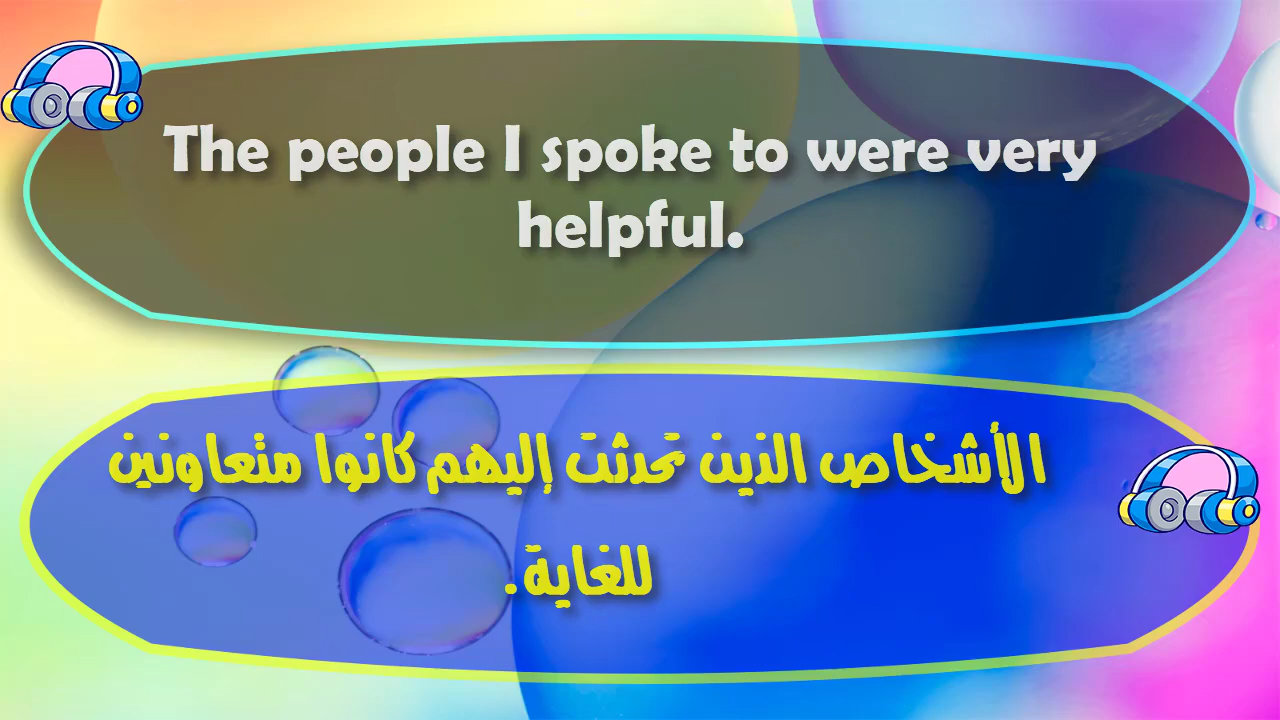 The people I spoke to were very
helpful.
الأشخاص الذين تحدثت إليهم كانوا متعاونين
للغاية.